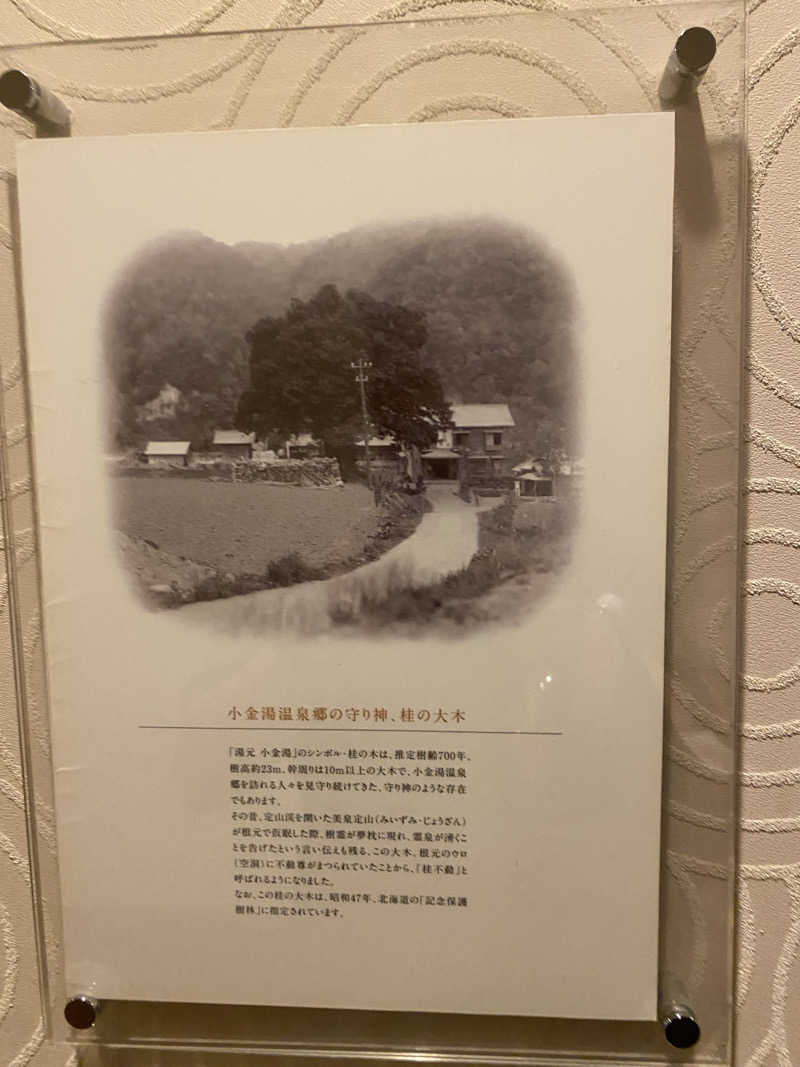 小金湯温泉郷の守り神、桂の大木
「湯元 小金湯」のシンボル・桂の木は、推定樹齢700年、
樹高約23m、幹周りは10m以上の大木で、小金湯温泉
郷を訪れる人々を見守り続けてきた、守り神のような存在
でもあります。
その昔、定山渓を開いた美泉定山（みいずみ・じょうざん）
が根元で仮眠した際、樹霊が夢枕に現れ、霊泉が湧くこ
とを告げたという言い伝えも残る、この大木。根元のウロ
（空洞）に不動尊がまつられていたことから、「桂不動」と
呼ばれるようになりました。
なお、この桂の大木は、昭和47年、北海道の「記念保護
樹林」に指定されています。